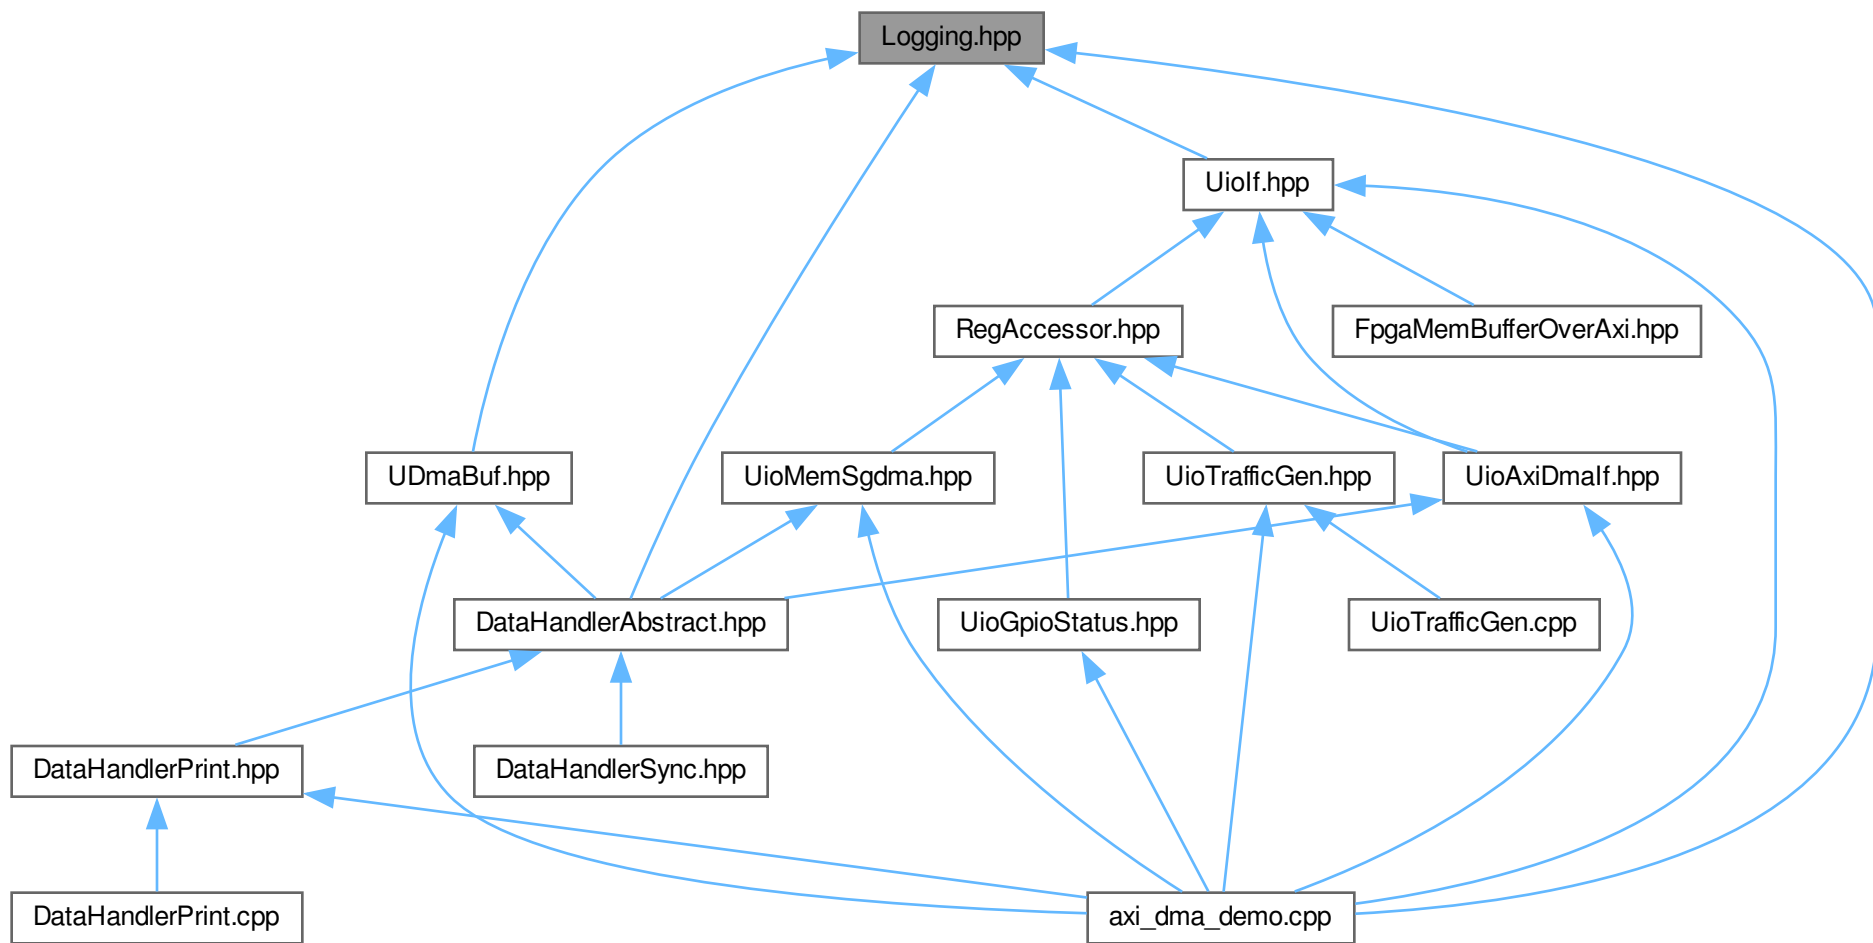 Logging.hpp
UioIf.hpp
RegAccessor.hpp
FpgaMemBufferOverAxi.hpp
UDmaBuf.hpp
UioMemSgdma.hpp
UioTrafficGen.hpp
UioAxiDmaIf.hpp
DataHandlerAbstract.hpp
UioGpioStatus.hpp
UioTrafficGen.cpp
DataHandlerPrint.hpp
DataHandlerSync.hpp
DataHandlerPrint.cpp
axi_dma_demo.cpp